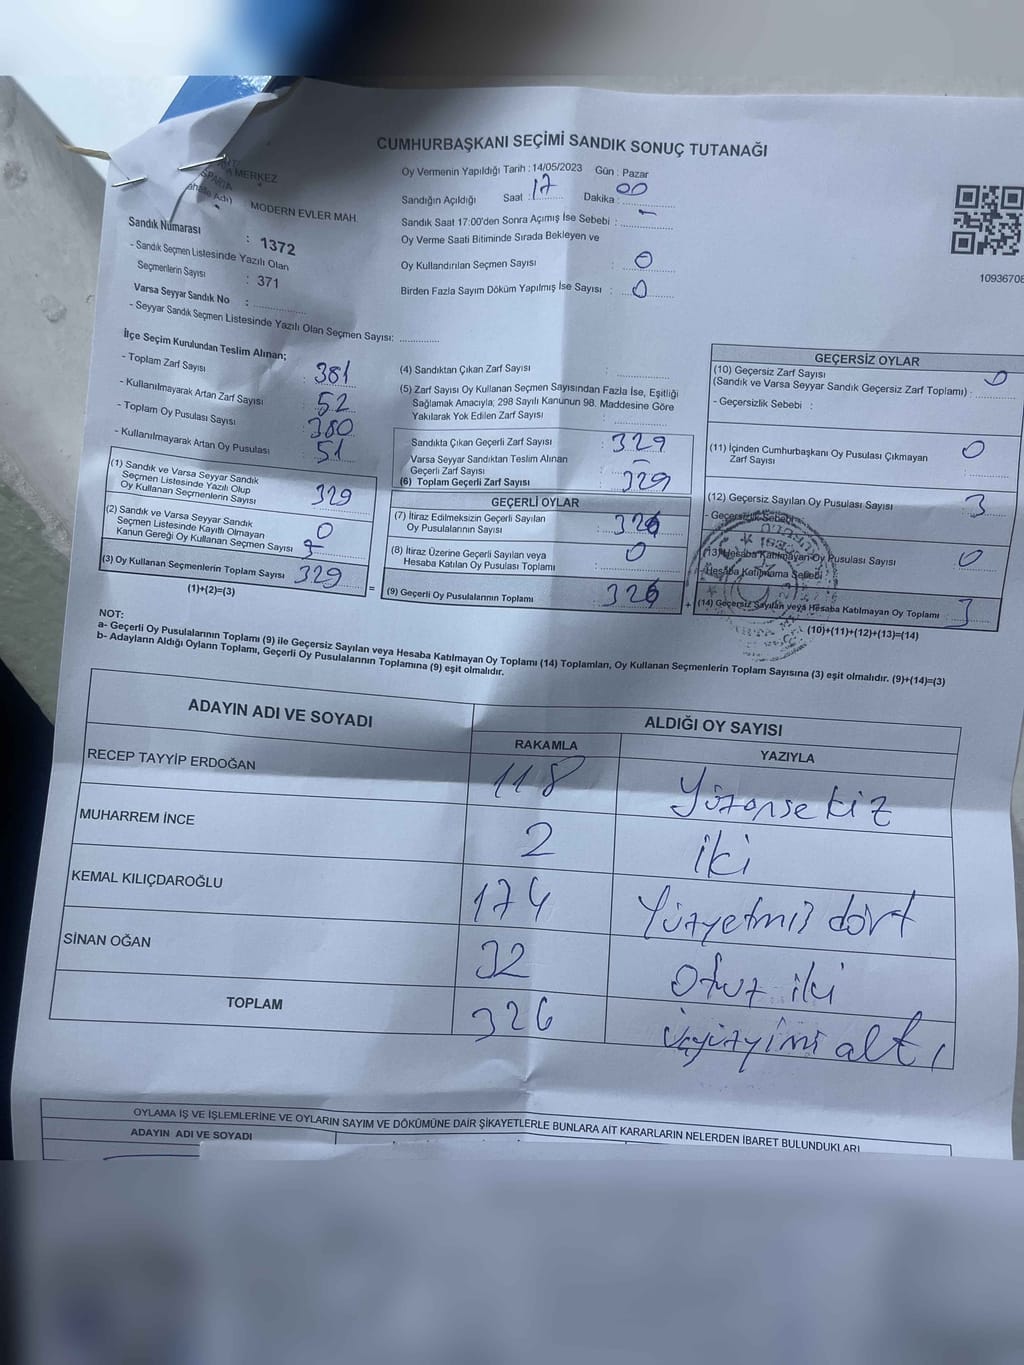 CUMHURBAŞKANI SEÇİMİ SANDIK SONUÇ TUTANAĞI
MERKEZ
MODERN EVLER MAH.
Sandık Numarası : 1372
- Sandık Seçmen Listesinde Yazılı Olan
Seçmenlerin Sayısı : 371
Varsa Seyyar Sandık No :
- Seyyar Sandık Seçmen Listesinde Yazılı Olan Seçmen Sayısı:
Oy Vermenin Yapıldığı Tarih : 14/05/2023 Gün : Pazar
Sandığın Açıldığı Saat : 17 Dakika : 00
Sandık Saat 17:00'den Sonra Açımış İse Sebebi : -
Oy Verme Saati Bitiminde Sırada Bekleyen ve
Oy Kullandırılan Seçmen Sayısı : 0
Birden Fazla Sayım Döküm Yapılmış İse Sayısı : 0
1093670
İlçe Seçim Kurulundan Teslim Alınan;
- Toplam Zarf Sayısı : 381
- Kullanılmayarak Artan Zarf Sayısı : 52
- Toplam Oy Pusulası Sayısı : 380
- Kullanılmayarak Artan Oy Pusulası : 51
(1) Sandık ve Varsa Seyyar Sandık
Seçmen Listesinde Yazılı Olup
Oy Kullanan Seçmenlerin Sayısı 329
(2) Sandık ve Varsa Seyyar Sandık
Seçmen Listesinde Kayıtlı Olmayan
Kanun Gereği Oy Kullanan Seçmen Sayısı 0
(3) Oy Kullanan Seçmenlerin Toplam Sayısı 329
(1)+(2)=(3)
(4) Sandıktan Çıkan Zarf Sayısı :
(5) Zarf Sayısı Oy Kullanan Seçmen Sayısından Fazla İse, Eşitliği
Sağlamak Amacıyla, 298 Sayılı Kanunun 98. Maddesine Göre
Yakılarak Yok Edilen Zarf Sayısı :
Sandıkta Çıkan Geçerli Zarf Sayısı : 329
Varsa Seyyar Sandıktan Teslim Alınan
Geçerli Zarf Sayısı : -
(6) Toplam Geçerli Zarf Sayısı 329
GEÇERLİ OYLAR
(7) İtiraz Edilmeksizin Geçerli Sayılan
Oy Pusulalarının Sayısı : 326
(8) İtiraz Üzerine Geçerli Sayılan veya
Hesaba Katılan Oy Pusulası Toplamı : 0
(9) Geçerli Oy Pusulalarının Toplamı 326
GEÇERSİZ OYLAR
(10) Geçersiz Zarf Sayısı
(Sandık ve Varsa Seyyar Sandık Geçersiz Zarf Toplamı) : 0
- Geçersizlik Sebebi :
(11) İçinden Cumhurbaşkanı Oy Pusulası Çıkmayan
Zarf Sayısı : 0
(12) Geçersiz Sayılan Oy Pusulası Sayısı : 3
- Geçersizlik Sebebi
(13) Hesaba Katılmayan Oy Pusulası Sayısı : 0
- Hesaba Katılmama Sebebi
(14) Geçersiz Sayılan veya Hesaba Katılmayan Oy Toplamı : 3
(10)+(11)+(12)+(13)=(14)
NOT:
a- Geçerli Oy Pusulalarının Toplamı (9) ile Geçersiz Sayılan veya Hesaba Katılmayan Oy Toplamı (14) Toplamları, Oy Kullanan Seçmenlerin Toplam Sayısına (3) eşit olmalıdır. (9)+(14)=(3)
b- Adayların Aldığı Oyların Toplamı, Geçerli Oy Pusulalarının Toplamına (9) eşit olmalıdır.
ADAYIN ADI VE SOYADI ALDIĞI OY SAYISI
RAKAMLA YAZIYLA
RECEP TAYYİP ERDOĞAN 118 Yüzonsekiz
MUHARREM İNCE 2 iki
KEMAL KILIÇDAROĞLU 174 Yüzyetmiş dört
SİNAN OĞAN 32 Otuz iki
TOPLAM 326 Üçyüzyirmi altı
OYLAMA İŞ VE İŞLEMLERİNE VE OYLARIN SAYIM VE DÖKÜMÜNE DAİR ŞİKAYETLERLE BUNLARA AİT KARARLARIN NELERDEN İBARET BULUNDUKLARI
ADAYIN ADI VE SOYADI